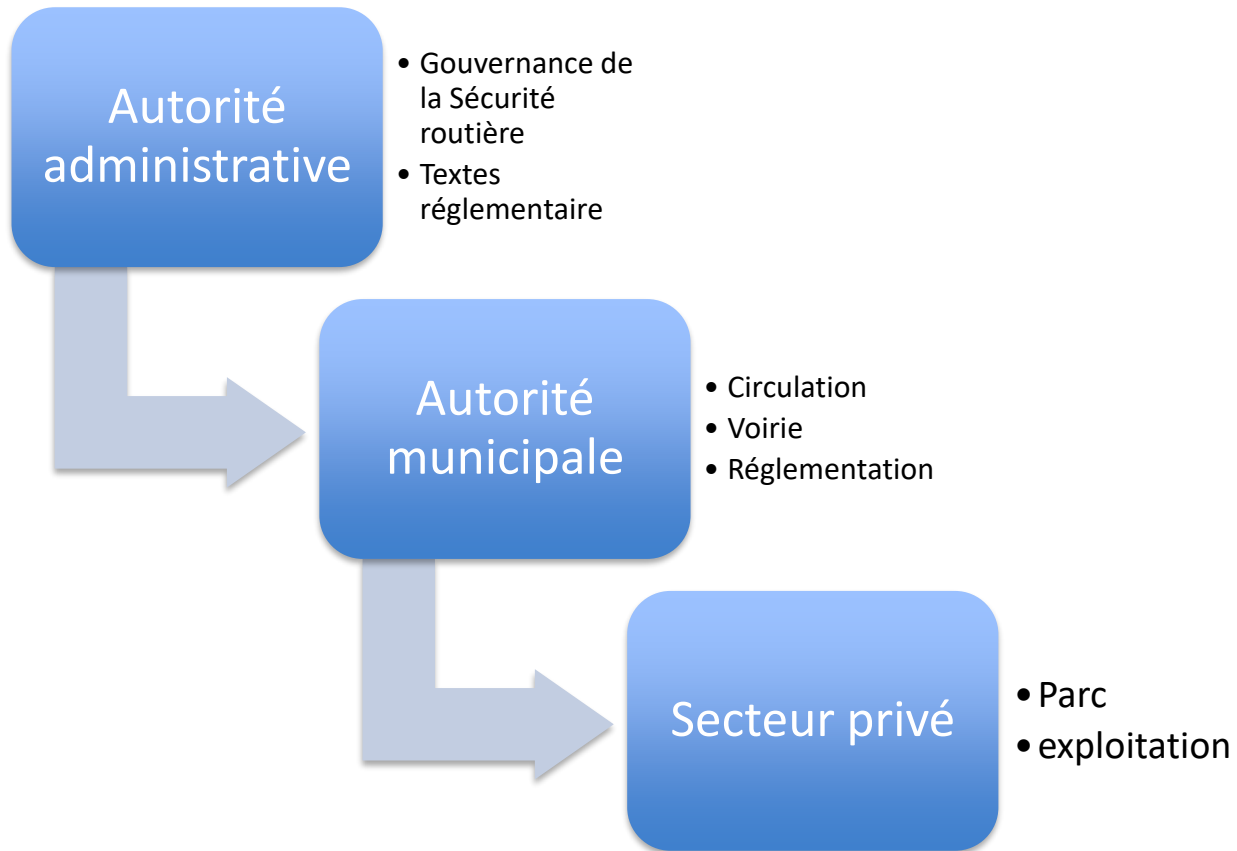 Autorité
administrative
• Gouvernance de
la Sécurité
routière
• Textes
réglementaire
Autorité
municipale
• Circulation
• Voirie
• Réglementation
Secteur privé
• Parc
• exploitation